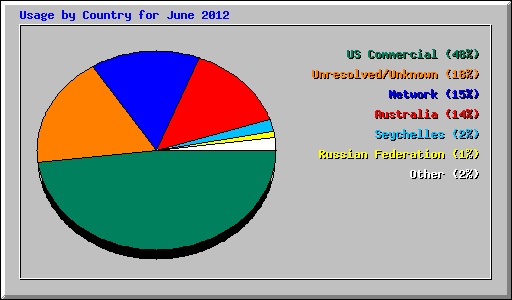 Usage by Country for June 2012
US Commercial (48%)
Unresolved/Unknown (18%)
Network (15%)
Australia (14%)
Seychelles (2%)
Russian Federation (1%)
Other (2%)